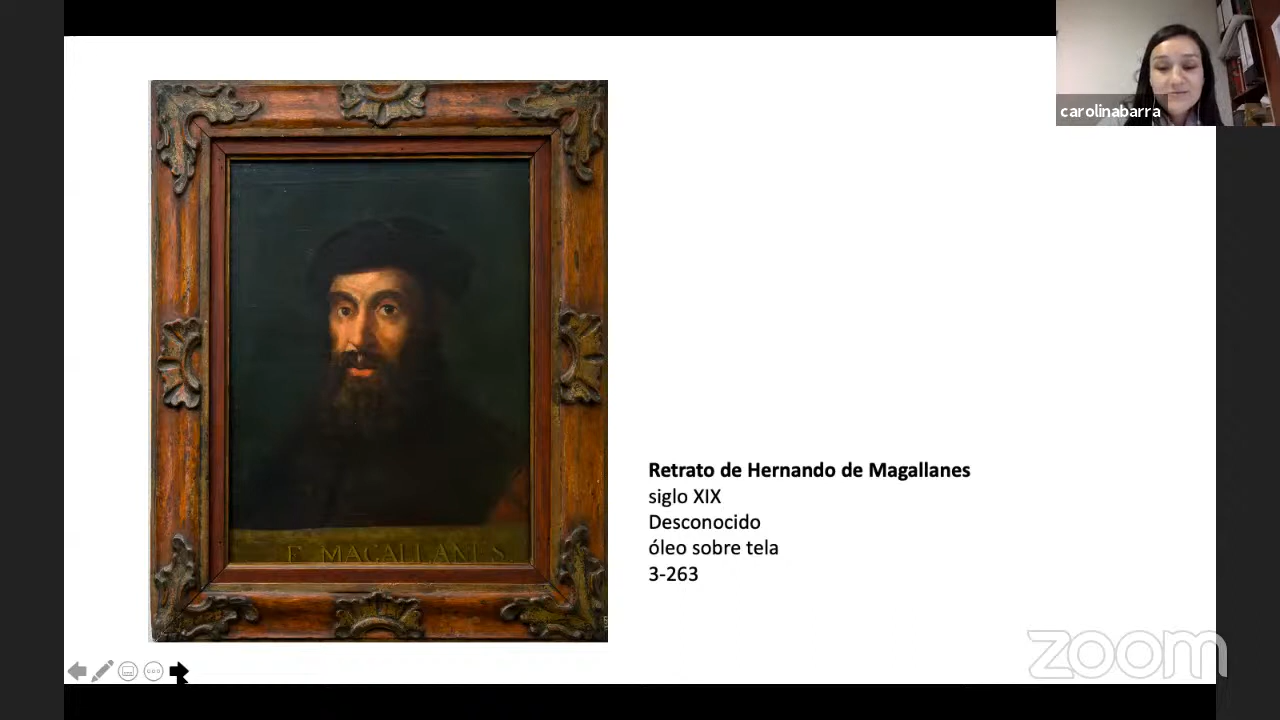 carolinabarra
F MAGALLANES
Retrato de Hernando de Magallanes
siglo XIX
Desconocido
óleo sobre tela
3-263
zoom